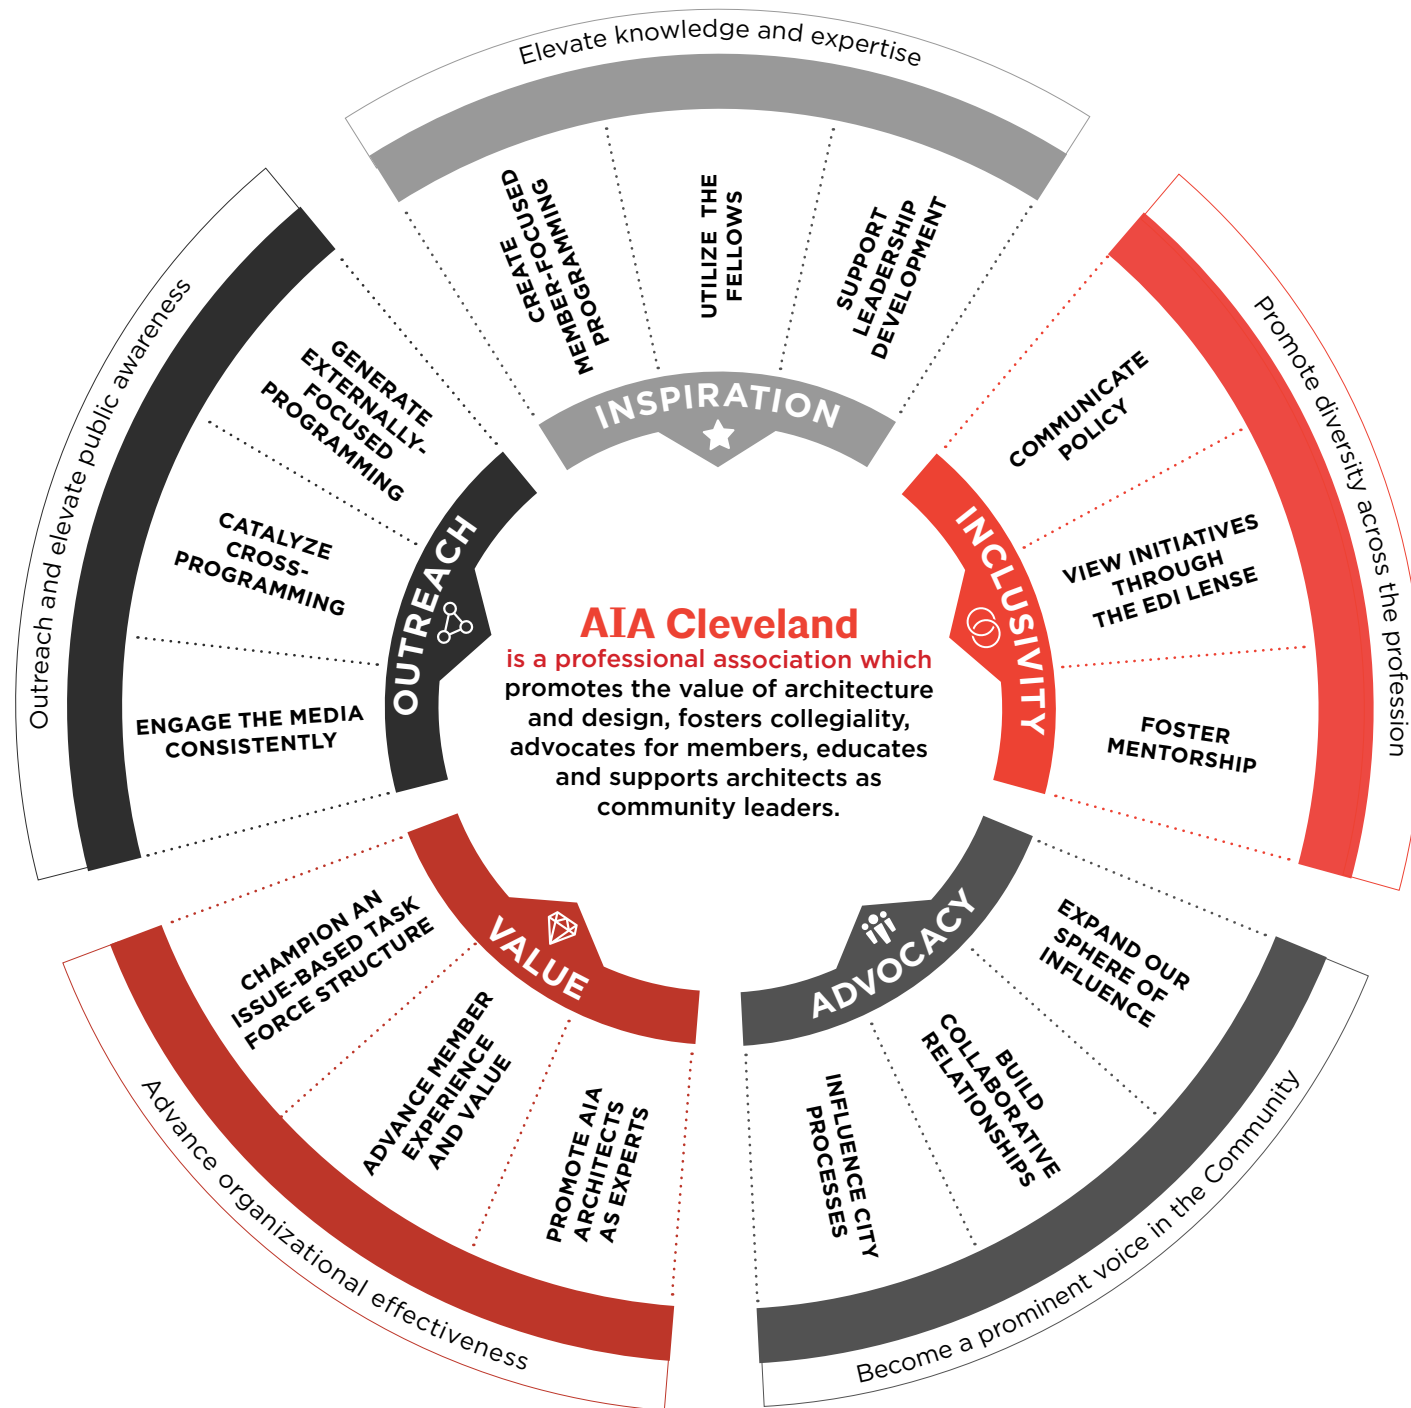 Elevate knowledge and expertise
CREATE
MEMBER-FOCUSED
PROGRAMMING
UTILIZE THE
FELLOWS
SUPPORT
LEADERSHIP
DEVELOPMENT
INSPIRATION
Promote diversity across the profession
COMMUNICATE
POLICY
VIEW INITIATIVES
THROUGH
THE EDI LENSE
FOSTER
MENTORSHIP
INCLUSIVITY
Become a prominent voice in the Community
EXPAND OUR
SPHERE OF
INFLUENCE
BUILD
COLLABORATIVE
RELATIONSHIPS
INFLUENCE CITY
PROCESSES
ADVOCACY
Advance organizational effectiveness
CHAMPION AN
ISSUE-BASED TASK
FORCE STRUCTURE
ADVANCE MEMBER
EXPERIENCE
AND VALUE
PROMOTE AIA
ARCHITECTS
AS EXPERTS
VALUE
Outreach and elevate public awareness
GENERATE
EXTERNALLY-
FOCUSED
PROGRAMMING
CATALYZE
CROSS-
PROGRAMMING
ENGAGE THE MEDIA
CONSISTENTLY
OUTREACH
AIA Cleveland
is a professional association which
promotes the value of architecture
and design, fosters collegiality,
advocates for members, educates
and supports architects as
community leaders.